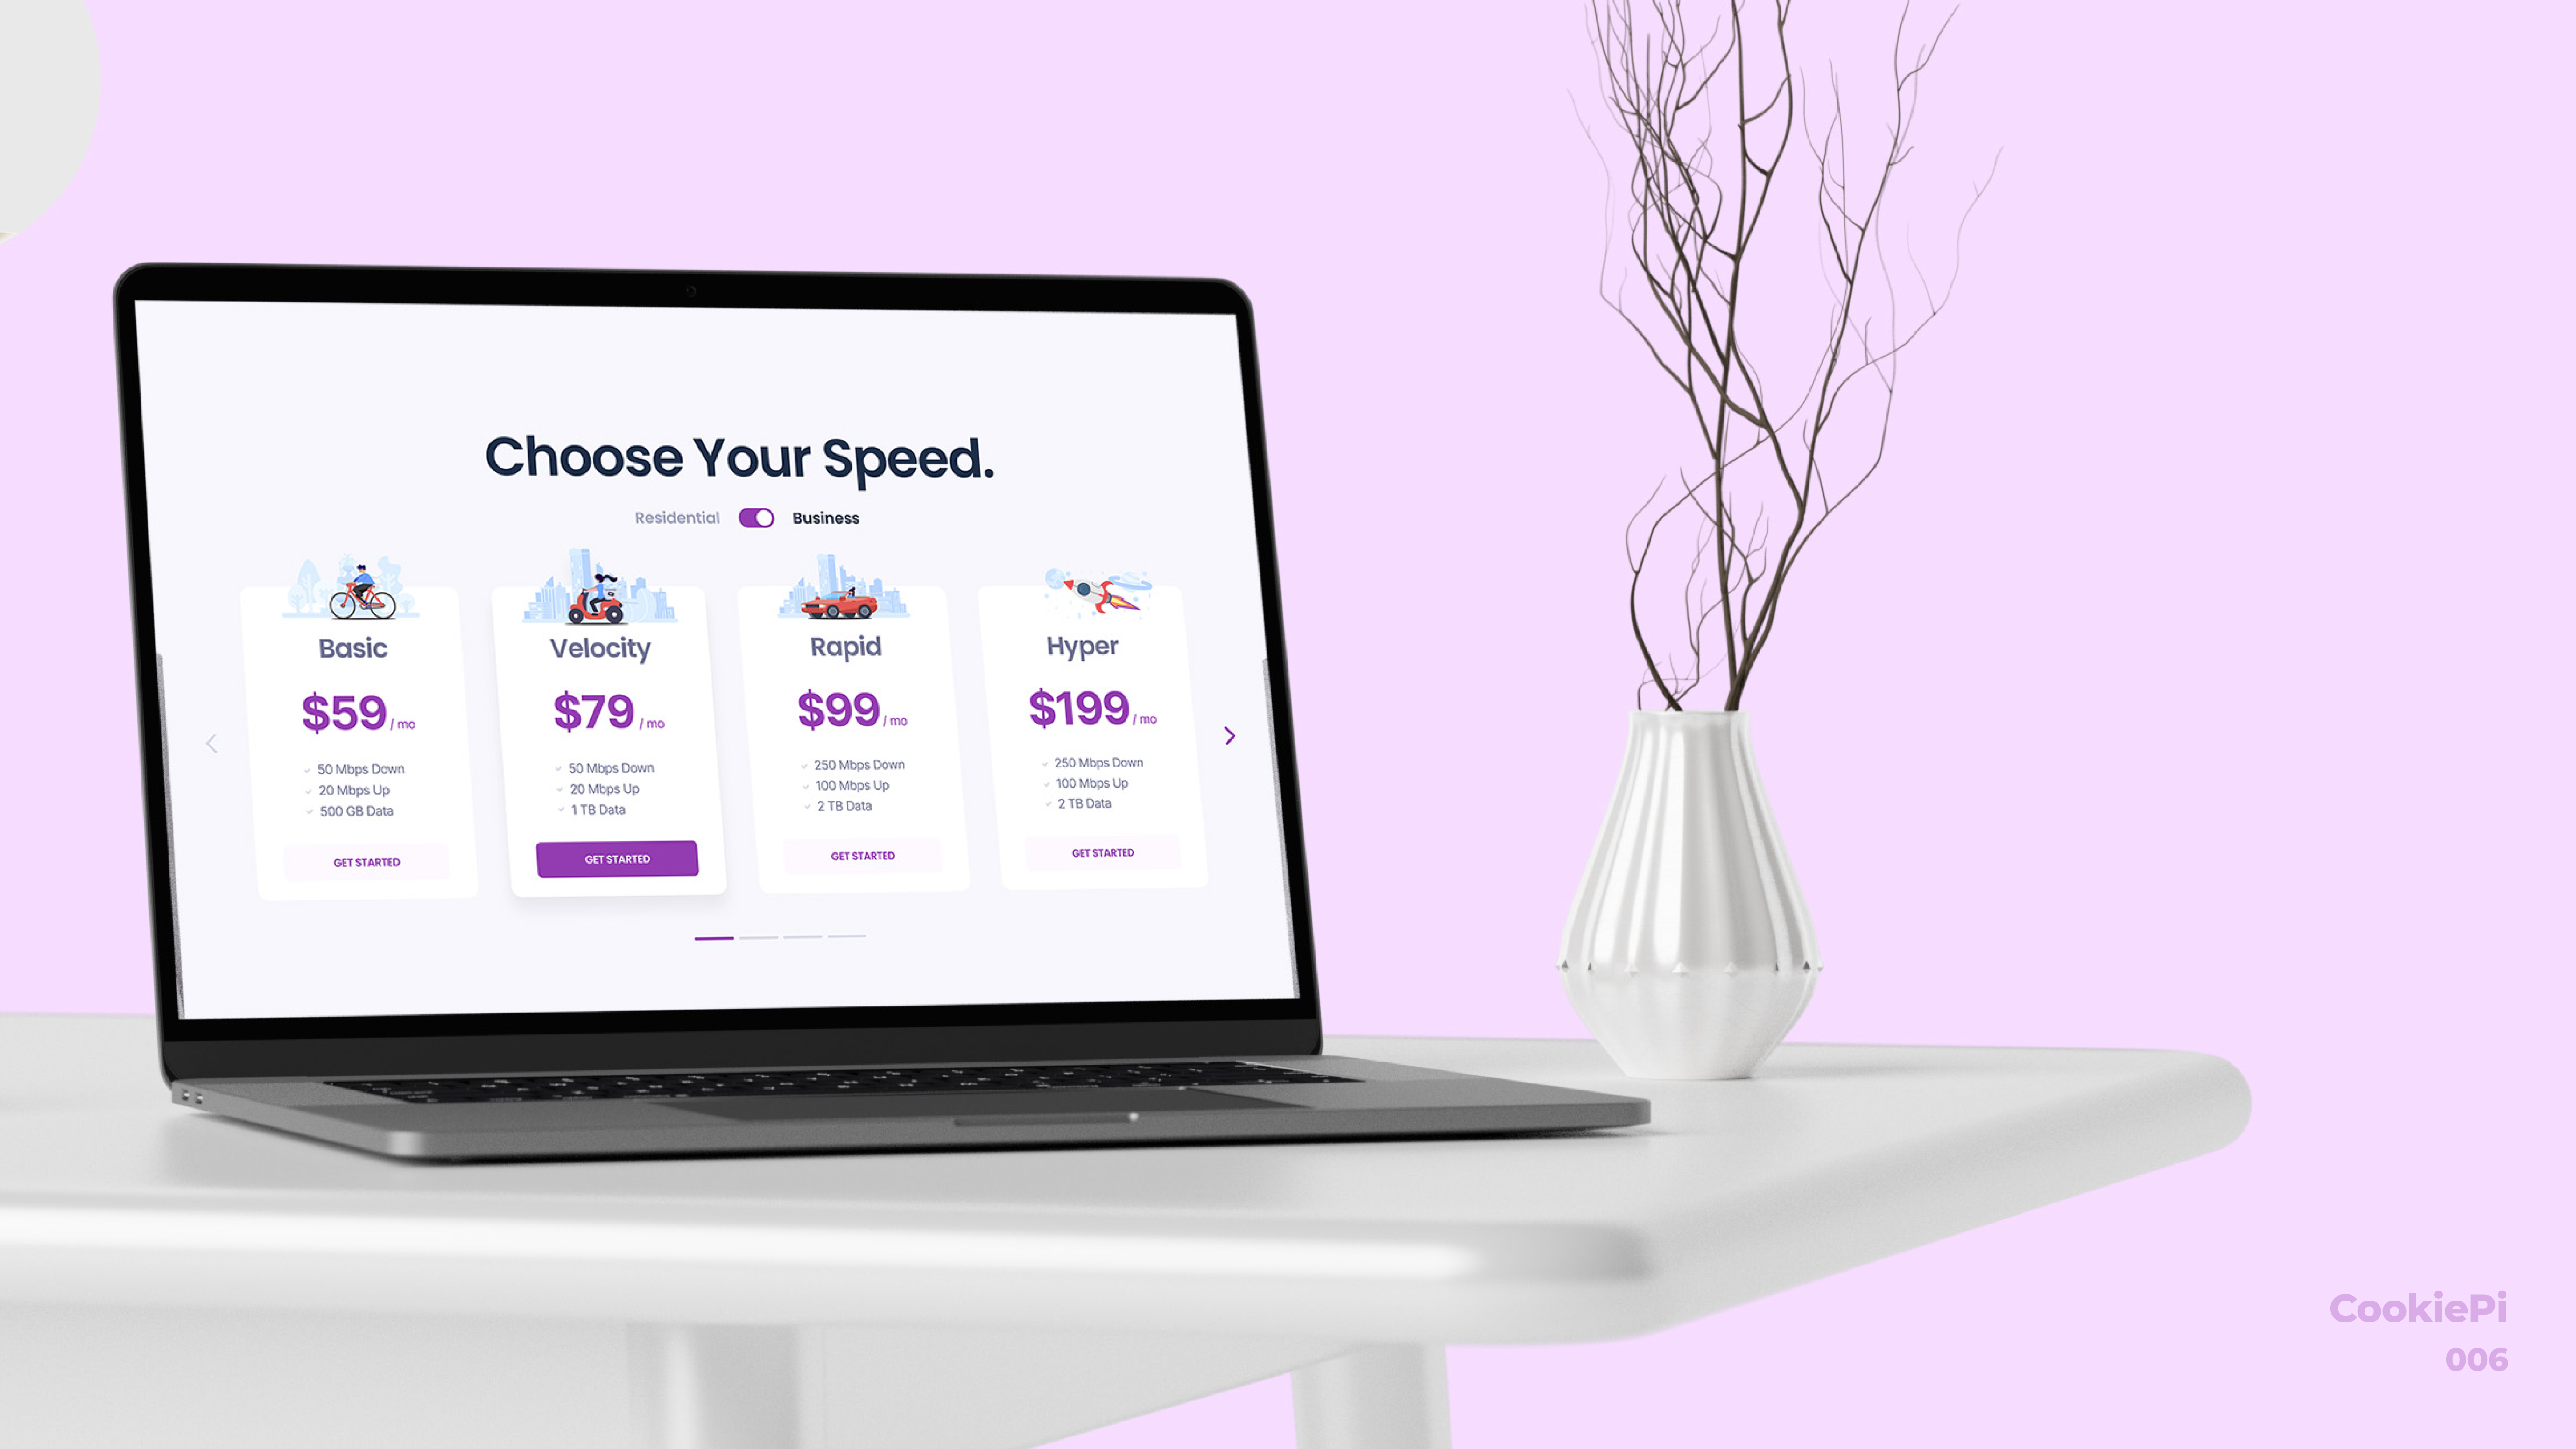 Choose Your Speed.
Residential Business
Basic
$59 / mo
50 Mbps Down
20 Mbps Up
500 GB Data
GET STARTED
Velocity
$79 / mo
50 Mbps Down
20 Mbps Up
1 TB Data
GET STARTED
Rapid
$99 / mo
250 Mbps Down
100 Mbps Up
2 TB Data
GET STARTED
Hyper
$199 / mo
250 Mbps Down
100 Mbps Up
2 TB Data
GET STARTED
CookiePi
006